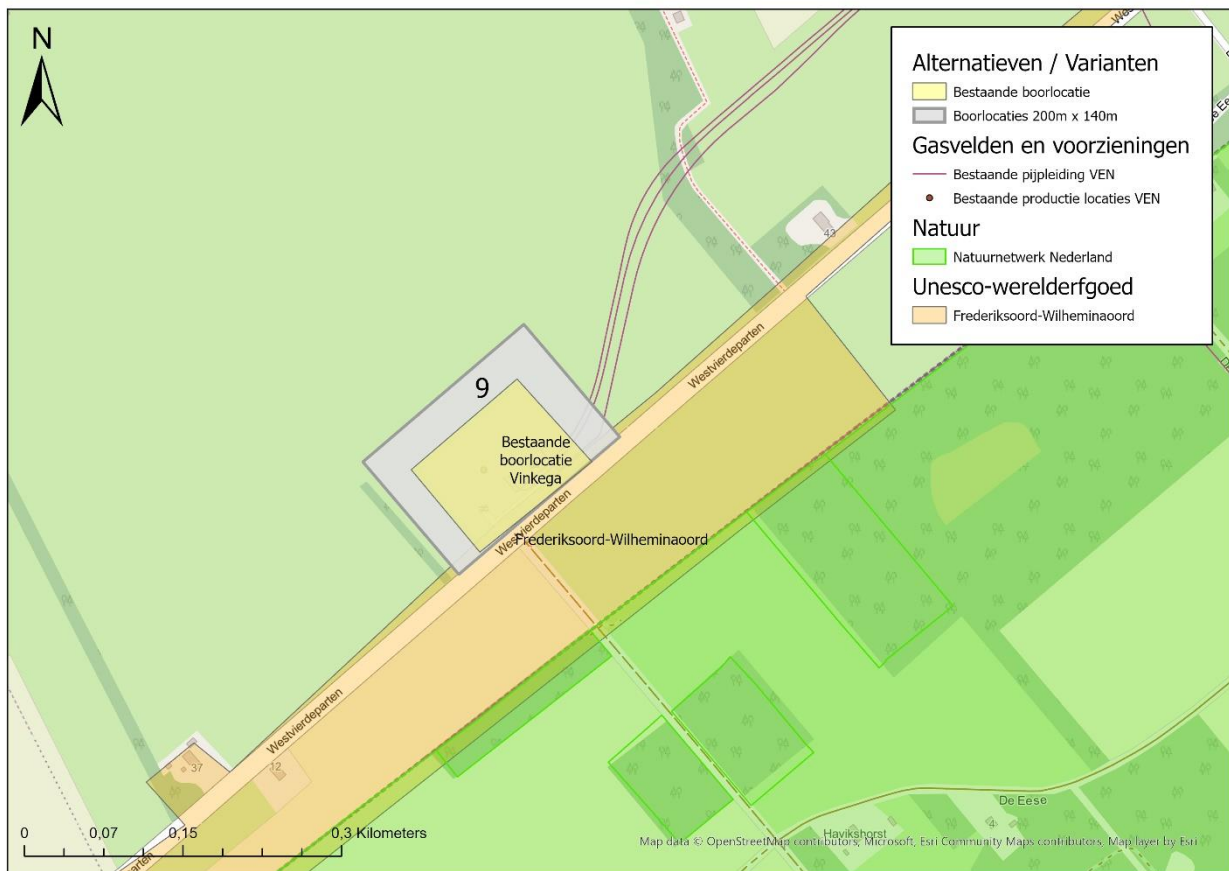 N
Alternatieven / Varianten
Bestaande boorlocatie
Boorlocaties 200m x 140m
Gasvelden en voorzieningen
Bestaande pijpleiding VEN
Bestaande productie locaties VEN
Natuur
Natuurnetwerk Nederland
Unesco-werelderfgoed
Frederiksoord-Wilheminaoord
43
Westvierdeparten
9
Bestaande
boorlocatie
Vinkega
Westvierdeparten
Frederiksoord-Wilheminaoord
Westvierdeparten
37
12
De Eese
4
Havikshorst
0
0,07
0,15
0,3 Kilometers
Map data © OpenStreetMap contributors, Microsoft, Esri Community Maps contributors, Map layer by Esri